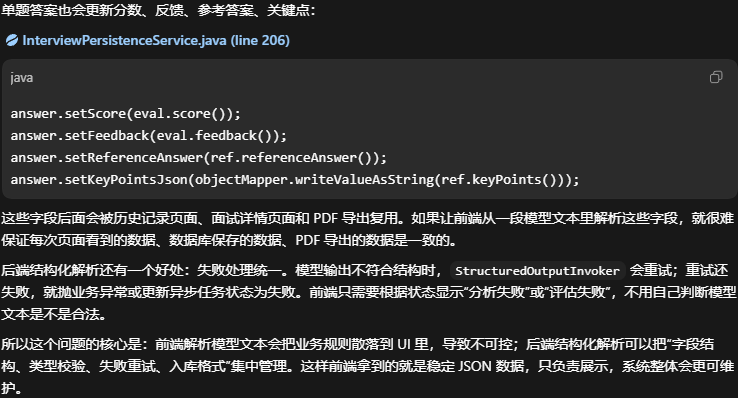 单题答案也会更新分数、反馈、参考答案、关键点：
InterviewPersistenceService.java (line 206)
java
answer.setScore(eval.score());
answer.setFeedback(eval.feedback());
answer.setReferenceAnswer(ref.referenceAnswer());
answer.setKeyPointsJson(objectMapper.writeValueAsString(ref.keyPoints()));
这些字段后面会被历史记录页面、面试详情页面和 PDF 导出复用。如果让前端从一段模型文本里解析这些字段，就很难
保证每次页面看到的数据、数据库保存的数据、PDF 导出的数据是一致的。
后端结构化解析还有一个好处：失败处理统一。模型输出不符合结构时，StructuredOutputInvoker 会重试；重试还
失败，就抛业务异常或更新异步任务状态为失败。前端只需要根据状态显示“分析失败”或“评估失败”，不用自己判断模型
文本是不是合法。
所以这个问题的核心是：前端解析模型文本会把业务规则散落到 UI 里，导致不可控；后端结构化解析可以把“字段结
构、类型校验、失败重试、入库格式”集中管理。这样前端拿到的就是稳定 JSON 数据，只负责展示，系统整体会更可维
护。